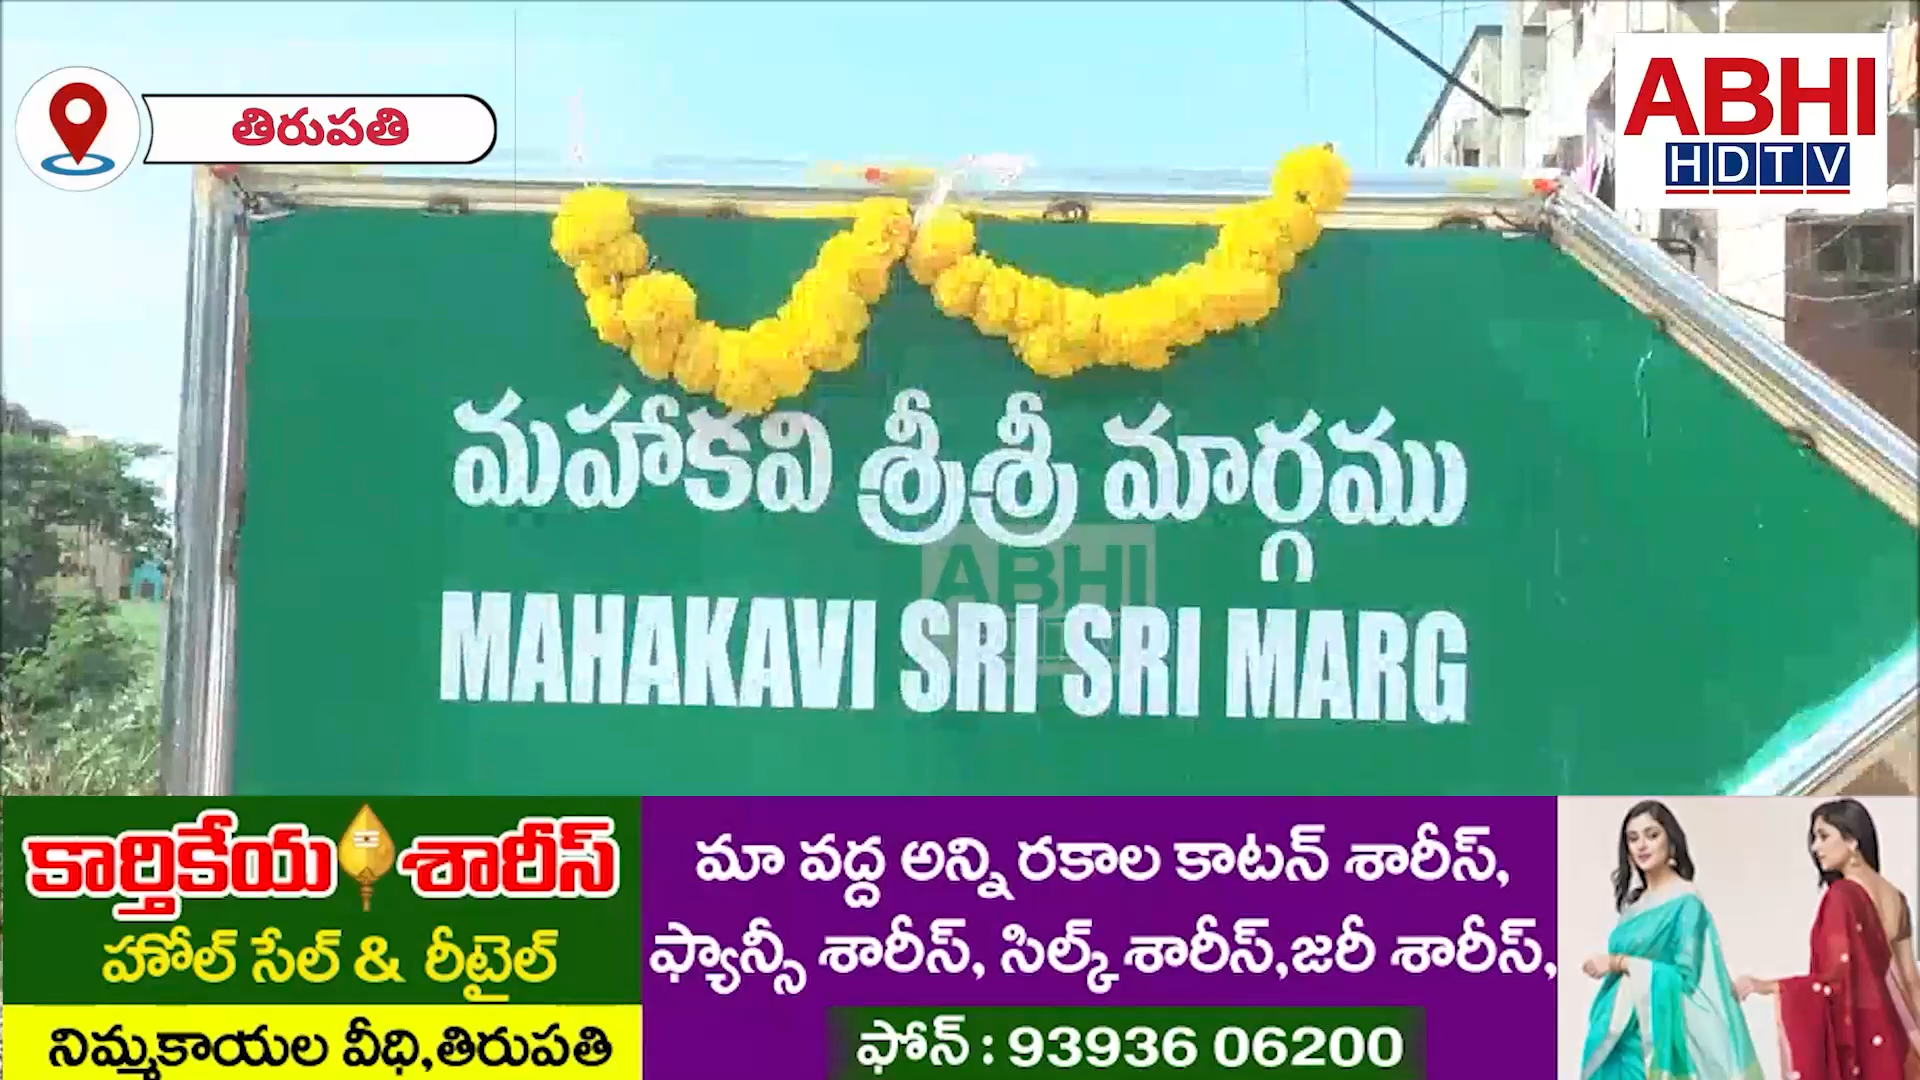 తిరుపతి
ABHI
HDTV
మహాకవి శ్రీశ్రీ మార్గము
ABHI
MAHAKAVI SRI SRI MARG
కార్తికేయ శారీస్
హోల్ సేల్ & రీటైల్
నిమ్మకాయల వీధి,తిరుపతి
మా వద్ద అన్ని రకాల కాటన్ శారీస్,
ఫ్యాన్సీ శారీస్, సిల్క్ శారీస్,జరీ శారీస్,
ఫోన్ : 93936 06200